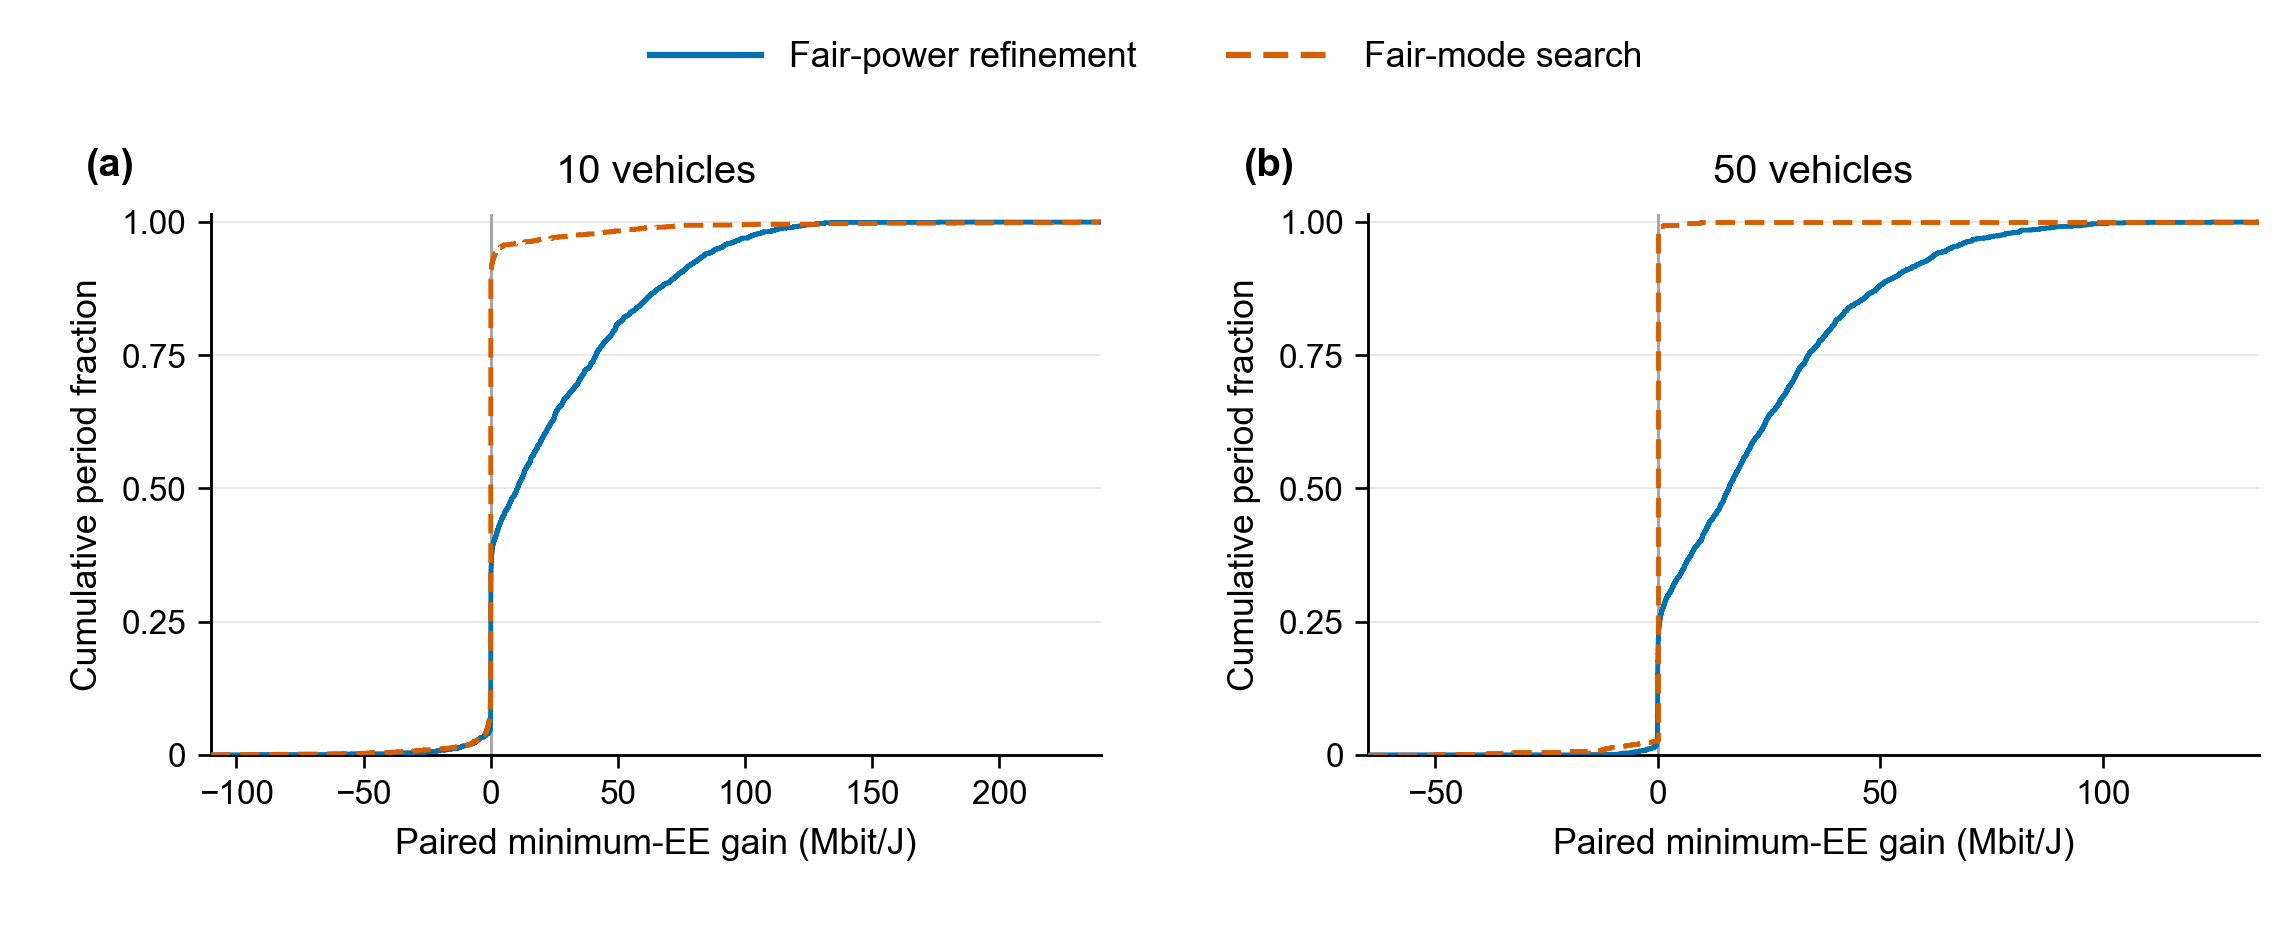 Fair-power refinement
Fair-mode search
(a)
10 vehicles
Cumulative period fraction
1.00
0.75
0.50
0.25
0
−100
−50
0
50
100
150
200
Paired minimum-EE gain (Mbit/J)
(b)
50 vehicles
Cumulative period fraction
1.00
0.75
0.50
0.25
0
−50
0
50
100
Paired minimum-EE gain (Mbit/J)